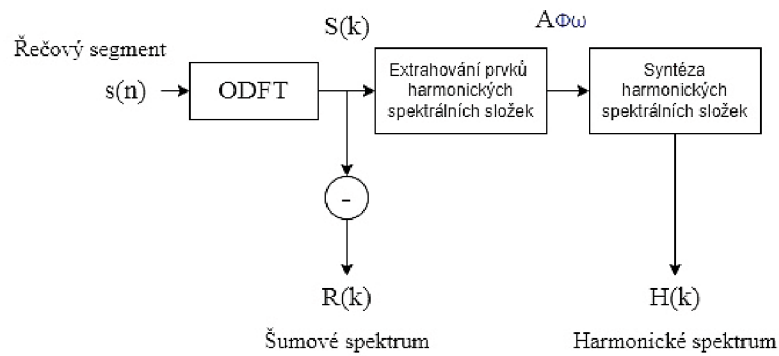 S(k)
AΦω
Řečový segment
s(n)
ODFT
Extrahování prvků
harmonických
spektrálních složek
Syntéza
harmonických
spektrálních složek
-
R(k)
H(k)
Šumové spektrum
Harmonické spektrum